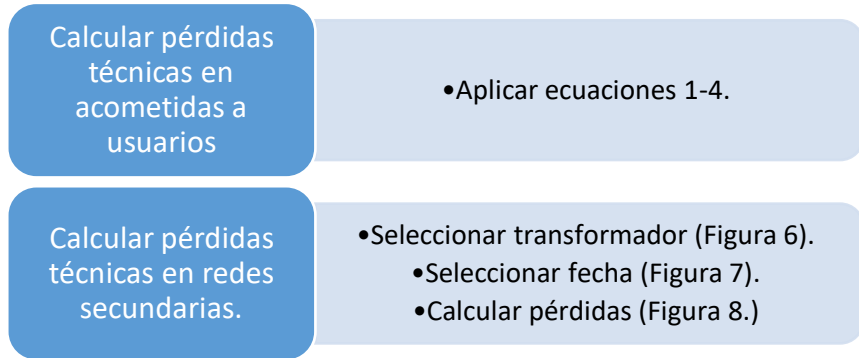 Calcular pérdidas
técnicas en
acometidas a
usuarios
•Aplicar ecuaciones 1-4.
Calcular pérdidas
técnicas en redes
secundarias.
•Seleccionar transformador (Figura 6).
•Seleccionar fecha (Figura 7).
•Calcular pérdidas (Figura 8.)